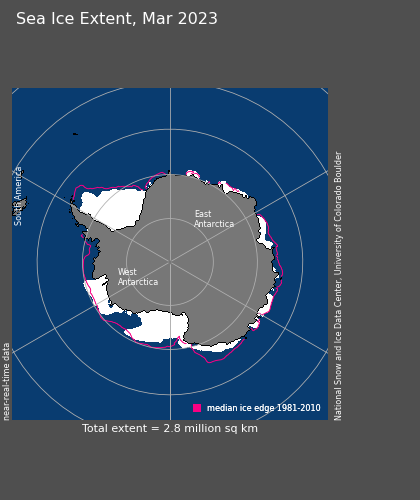 Sea Ice Extent, Mar 2023
South America
East
Antarctica
West
Antarctica
near-real-time data
National Snow and Ice Data Center, University of Colorado Boulder
median ice edge 1981-2010
Total extent = 2.8 million sq km